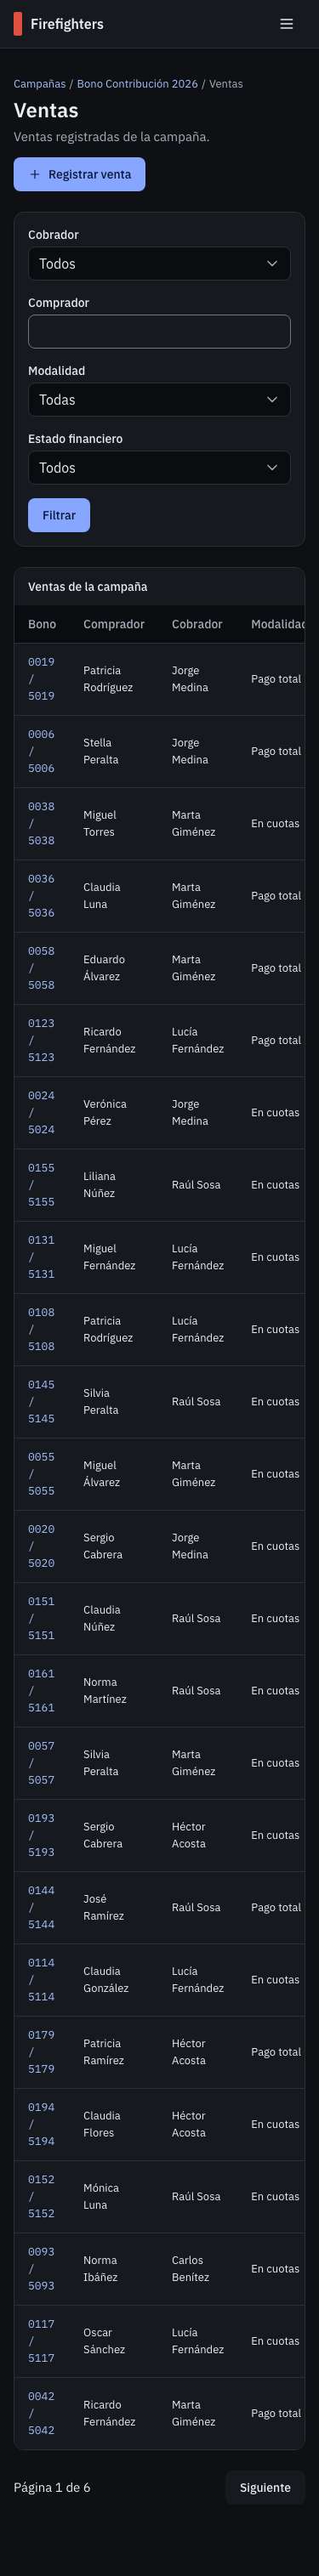 Firefighters
Campañas / Bono Contribución 2026 / Ventas
Ventas
Ventas registradas de la campaña.
+ Registrar venta
Cobrador
Todos
Comprador
Modalidad
Todas
Estado financiero
Todos
Filtrar
Ventas de la campaña
Bono Comprador Cobrador Modalidad
0019 / 5019 Patricia Rodríguez Jorge Medina Pago total
0006 / 5006 Stella Peralta Jorge Medina Pago total
0038 / 5038 Miguel Torres Marta Giménez En cuotas
0036 / 5036 Claudia Luna Marta Giménez Pago total
0058 / 5058 Eduardo Álvarez Marta Giménez Pago total
0123 / 5123 Ricardo Fernández Lucía Fernández Pago total
0024 / 5024 Verónica Pérez Jorge Medina En cuotas
0155 / 5155 Liliana Núñez Raúl Sosa En cuotas
0131 / 5131 Miguel Fernández Lucía Fernández En cuotas
0108 / 5108 Patricia Rodríguez Lucía Fernández En cuotas
0145 / 5145 Silvia Peralta Raúl Sosa En cuotas
0055 / 5055 Miguel Álvarez Marta Giménez En cuotas
0020 / 5020 Sergio Cabrera Jorge Medina En cuotas
0151 / 5151 Claudia Núñez Raúl Sosa En cuotas
0161 / 5161 Norma Martínez Raúl Sosa En cuotas
0057 / 5057 Silvia Peralta Marta Giménez En cuotas
0193 / 5193 Sergio Cabrera Héctor Acosta En cuotas
0144 / 5144 José Ramírez Raúl Sosa Pago total
0114 / 5114 Claudia González Lucía Fernández En cuotas
0179 / 5179 Patricia Ramírez Héctor Acosta Pago total
0194 / 5194 Claudia Flores Héctor Acosta En cuotas
0152 / 5152 Mónica Luna Raúl Sosa En cuotas
0093 / 5093 Norma Ibáñez Carlos Benítez En cuotas
0117 / 5117 Oscar Sánchez Lucía Fernández En cuotas
0042 / 5042 Ricardo Fernández Marta Giménez Pago total
Página 1 de 6
Siguiente